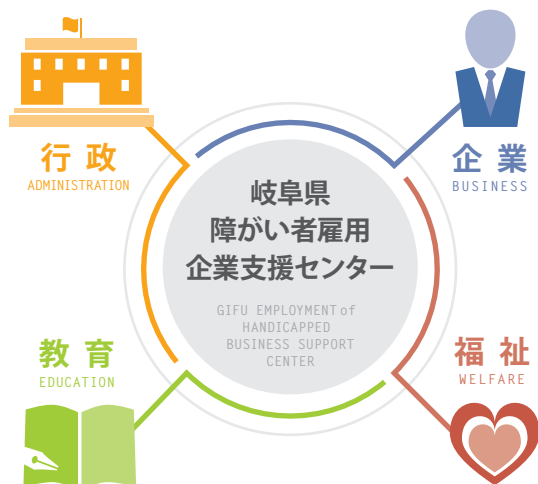 行政
ADMINISTRATION
企業
BUSINESS
岐阜県
障がい者雇用
企業支援センター
GIFU EMPLOYMENT of
HANDICAPPED
BUSINESS SUPPORT
CENTER
教育
EDUCATION
福祉
WELFARE